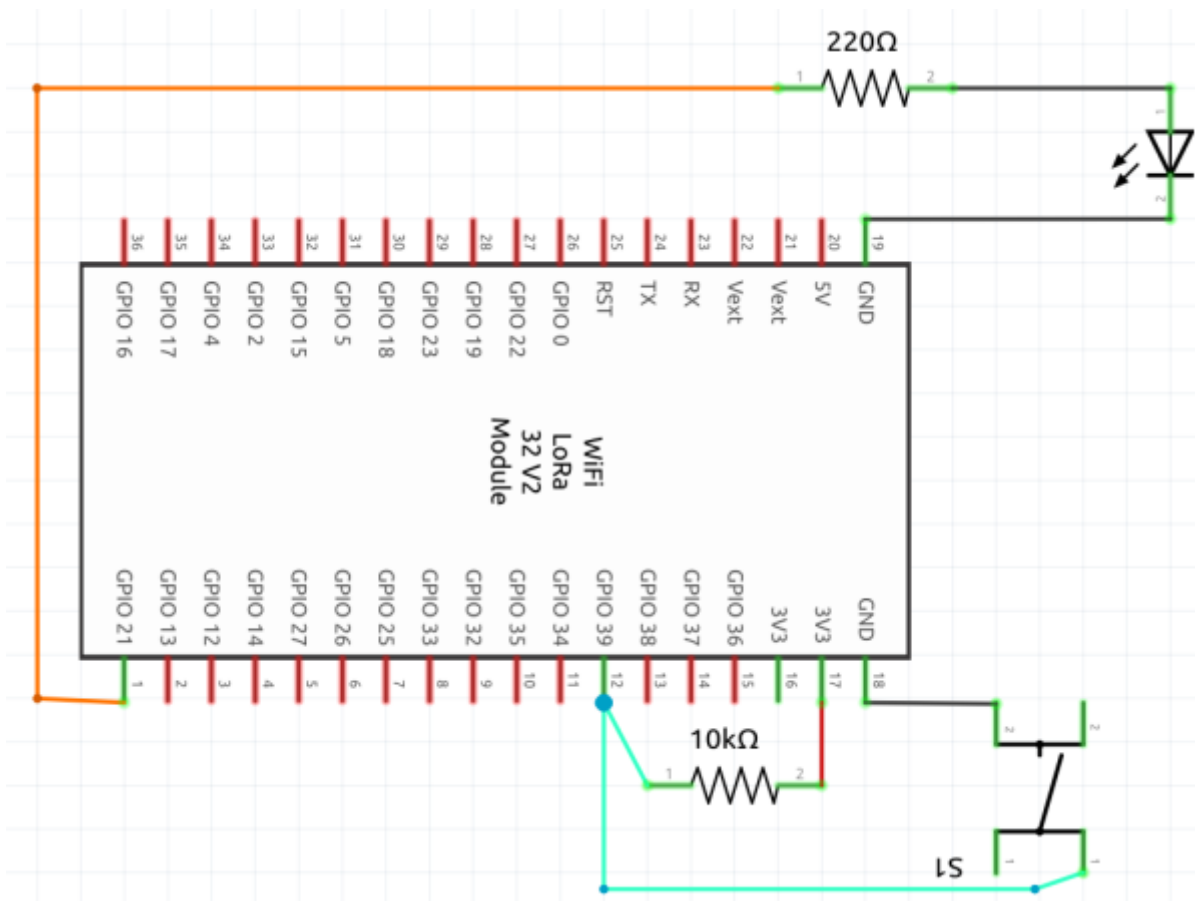 220Ω
1 2
1
2
36 35 34 33 32 31 30 29 28 27 26 25 24 23 22 21 20 19
GPIO 16 GPIO 17 GPIO 4 GPIO 2 GPIO 15 GPIO 5 GPIO 18 GPIO 23 GPIO 19 GPIO 22 GPIO 0 RST TX RX Vext Vext 5V GND
WiFi
LoRa
32 V2
Module
GPIO 21 GPIO 13 GPIO 12 GPIO 14 GPIO 27 GPIO 26 GPIO 25 GPIO 33 GPIO 32 GPIO 35 GPIO 34 GPIO 39 GPIO 38 GPIO 37 GPIO 36 3V3 3V3 GND
1 2 3 4 5 6 7 8 9 10 11 12 13 14 15 16 17 18
10kΩ
1 2
2 2
1 1
S1